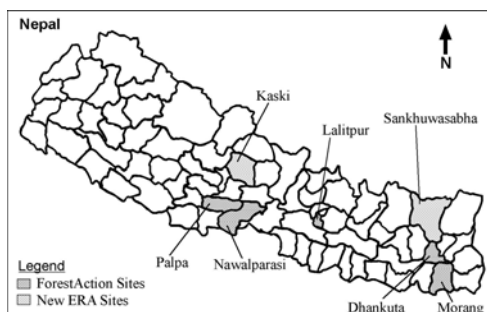 Nepal
N
Kaski
Lalitpur
Sankhuwasabha
Palpa
Nawalparasi
Dhankuta
Morang
Legend
ForestAction Sites
New ERA Sites